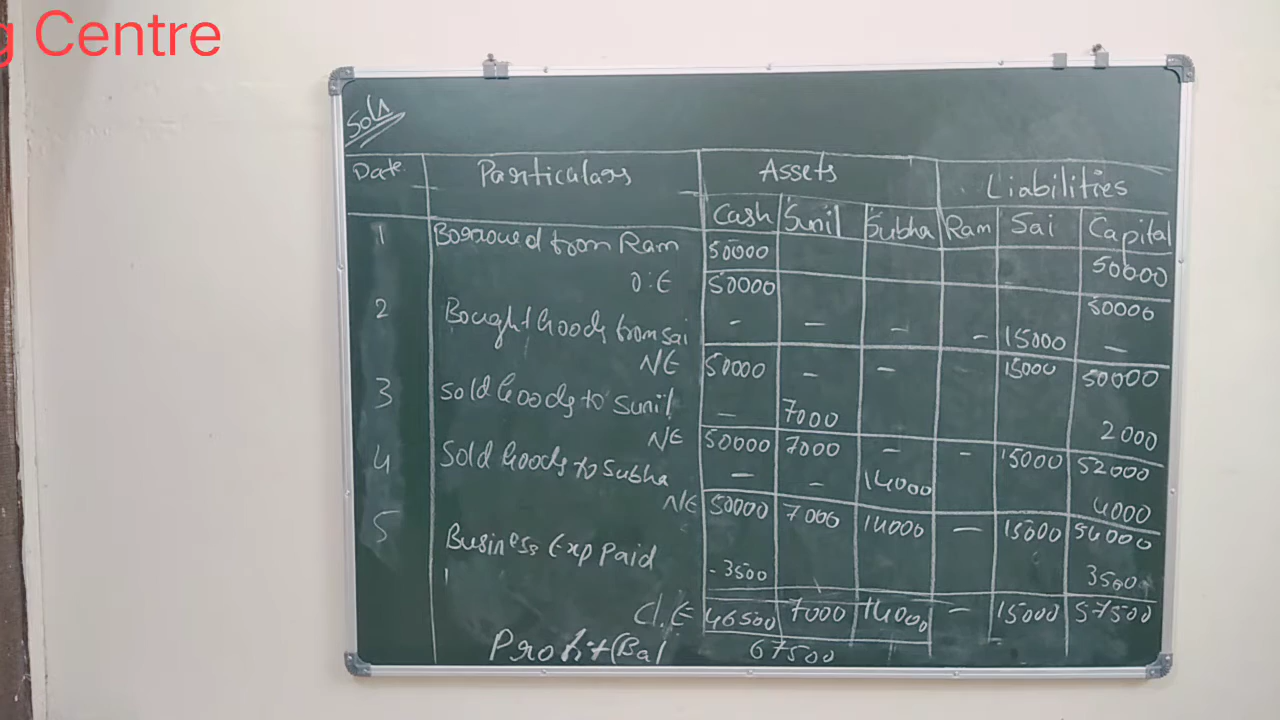 g Centre
Soln
Date Particulars Assets Liabilities
Cash Sunil Subha Ram Sai Capital
1 Borrowed from Ram 50000 50000
O:E 50000 50000
2 Bought Goods from Sai - - - - 15000 -
N/E 50000 - - 15000 50000
3 Sold Goods to Sunil - 7000 2000
N/E 50000 7000 - - 15000 52000
4 Sold Goods to Subha - - 14000 4000
N/E 50000 7000 14000 - 15000 54000
5 Business Exp Paid -3500 3500
Cl.E 46500 7000 14000 - 15000 57500
Profit (Bal 67500